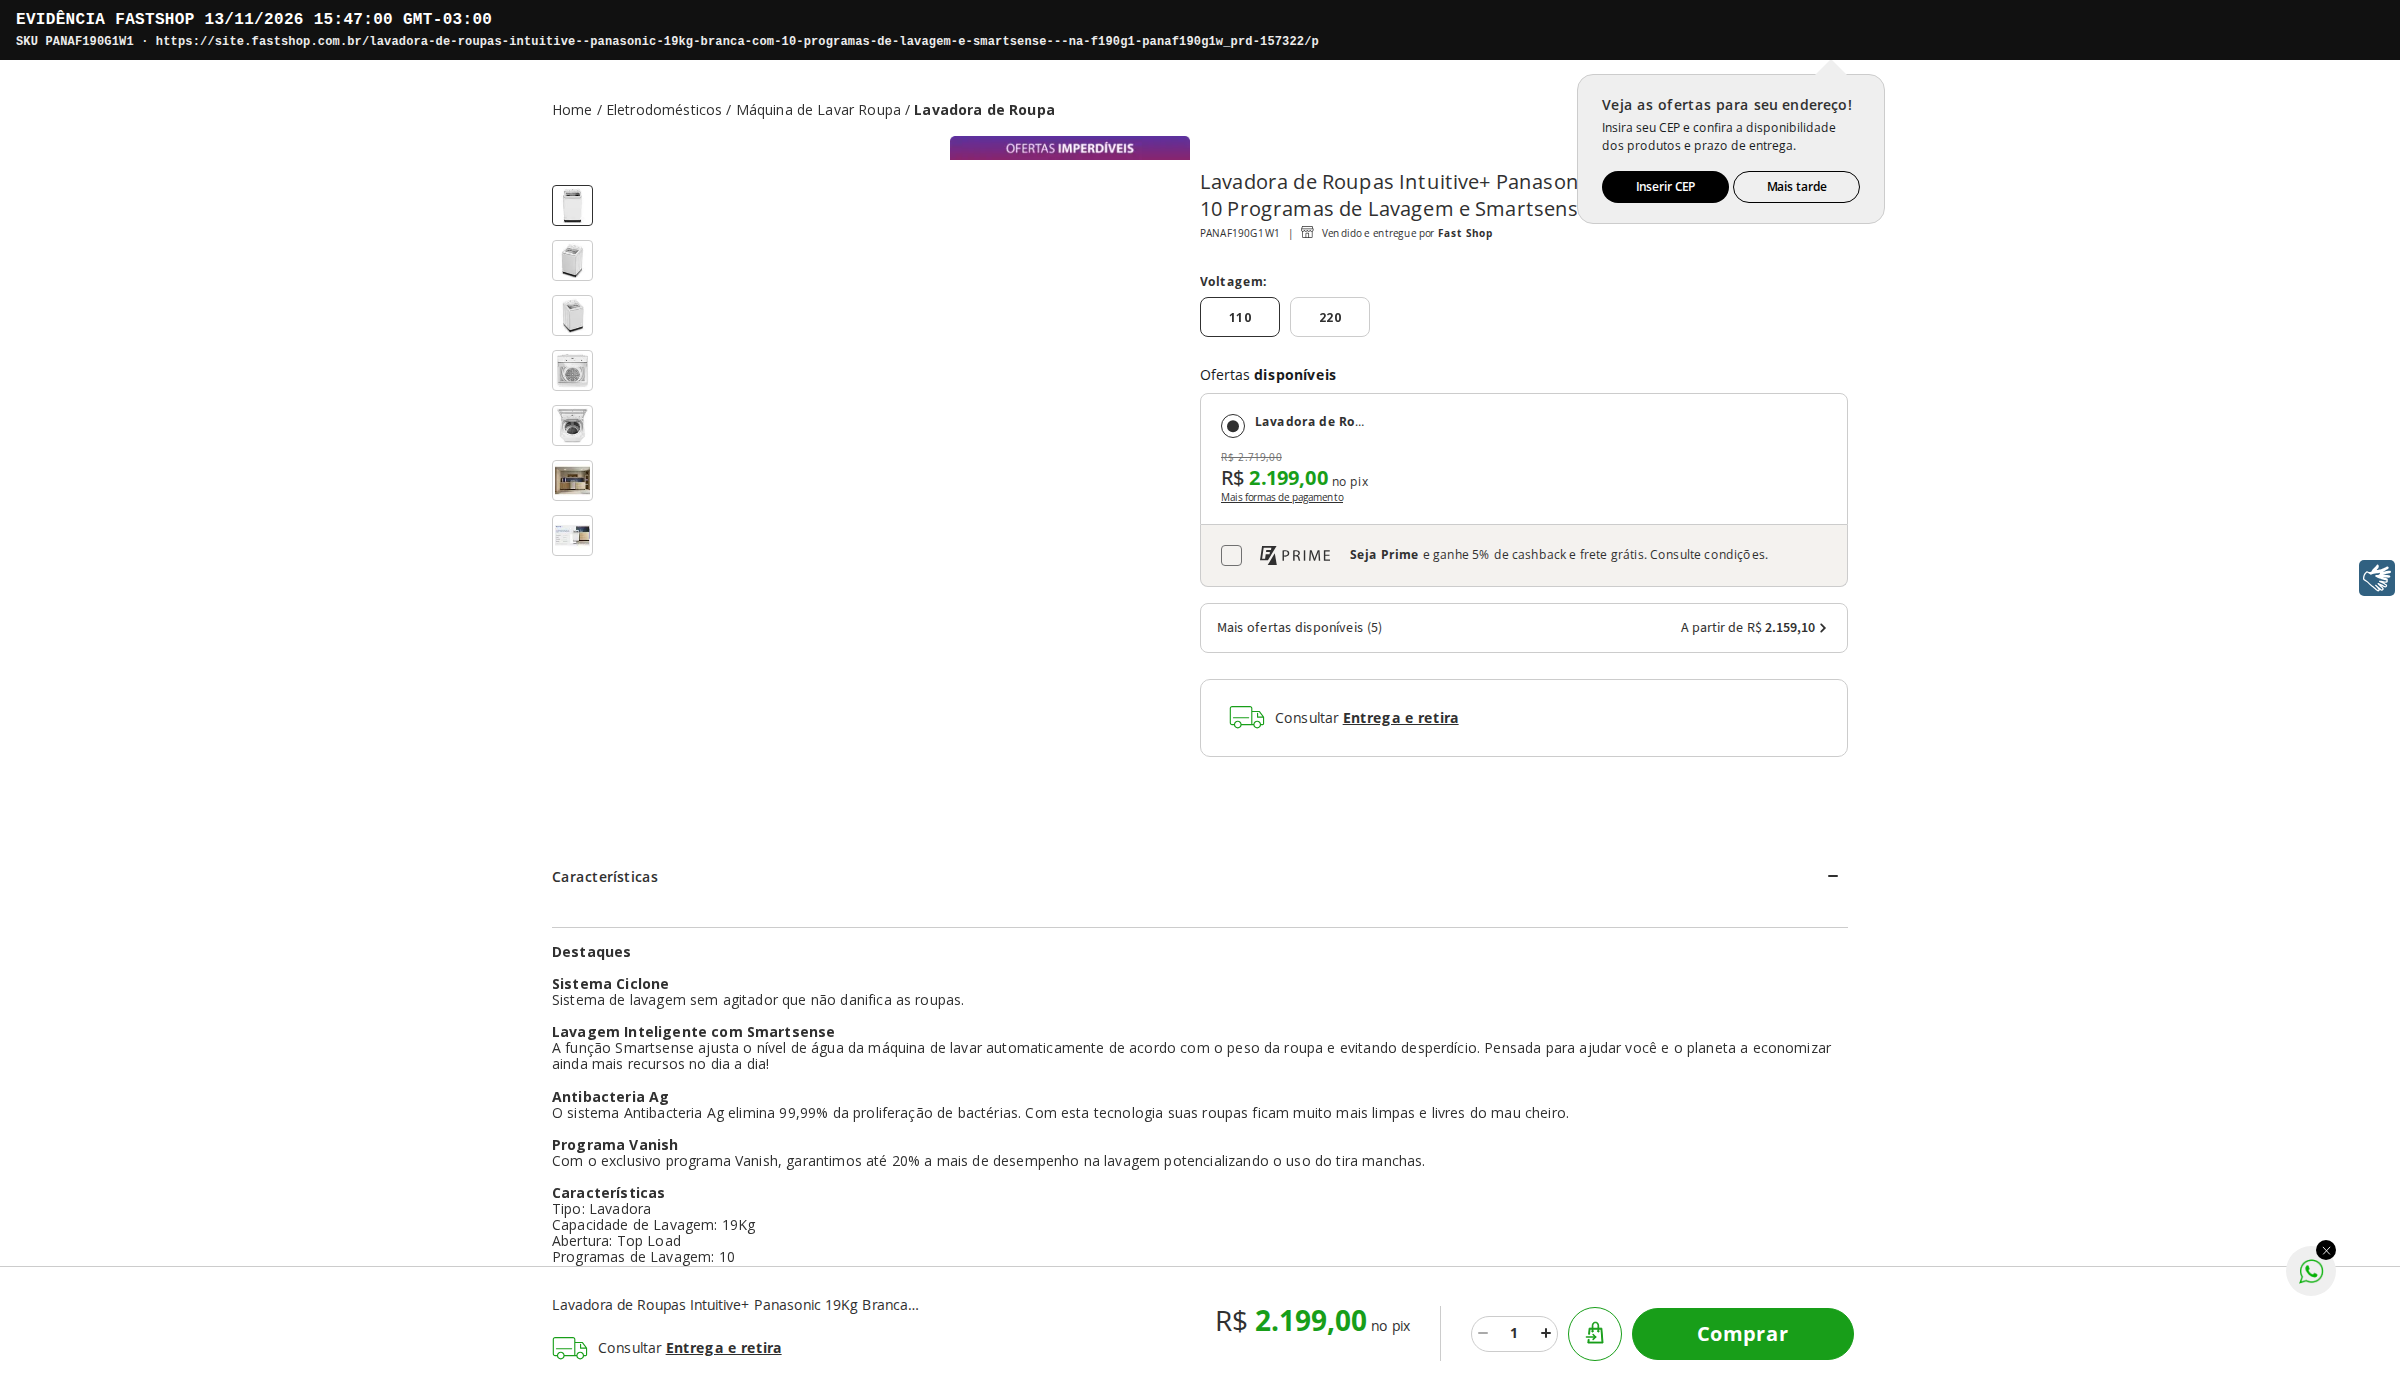 EVIDÊNCIA FASTSHOP 13/11/2026 15:47:00 GMT-03:00
SKU PANAF190G1W1 · https://site.fastshop.com.br/lavadora-de-roupas-intuitive--panasonic-19kg-branca-com-10-programas-de-lavagem-e-smartsense---na-f190g1-panaf190g1w_prd-157322/p
Home / Eletrodomésticos / Máquina de Lavar Roupa / Lavadora de Roupa
Veja as ofertas para seu endereço!
Insira seu CEP e confira a disponibilidade
dos produtos e prazo de entrega.
Inserir CEP
Mais tarde
OFERTAS IMPERDÍVEIS
Lavadora de Roupas Intuitive+ Panason
10 Programas de Lavagem e Smartsens
PANAF190G1W1 | Vendido e entregue por Fast Shop
Voltagem:
110
220
Ofertas disponíveis
Lavadora de Ro...
R$ 2.719,00
R$ 2.199,00 no pix
Mais formas de pagamento
PRIME Seja Prime e ganhe 5% de cashback e frete grátis. Consulte condições.
Mais ofertas disponíveis (5)
A partir de R$ 2.159,10
Consultar Entrega e retira
Características
Destaques
Sistema Ciclone
Sistema de lavagem sem agitador que não danifica as roupas.
Lavagem Inteligente com Smartsense
A função Smartsense ajusta o nível de água da máquina de lavar automaticamente de acordo com o peso da roupa e evitando desperdício. Pensada para ajudar você e o planeta a economizar
ainda mais recursos no dia a dia!
Antibacteria Ag
O sistema Antibacteria Ag elimina 99,99% da proliferação de bactérias. Com esta tecnologia suas roupas ficam muito mais limpas e livres do mau cheiro.
Programa Vanish
Com o exclusivo programa Vanish, garantimos até 20% a mais de desempenho na lavagem potencializando o uso do tira manchas.
Características
Tipo: Lavadora
Capacidade de Lavagem: 19Kg
Abertura: Top Load
Programas de Lavagem: 10
Lavadora de Roupas Intuitive+ Panasonic 19Kg Branca...
Consultar Entrega e retira
R$ 2.199,00 no pix
1
Comprar